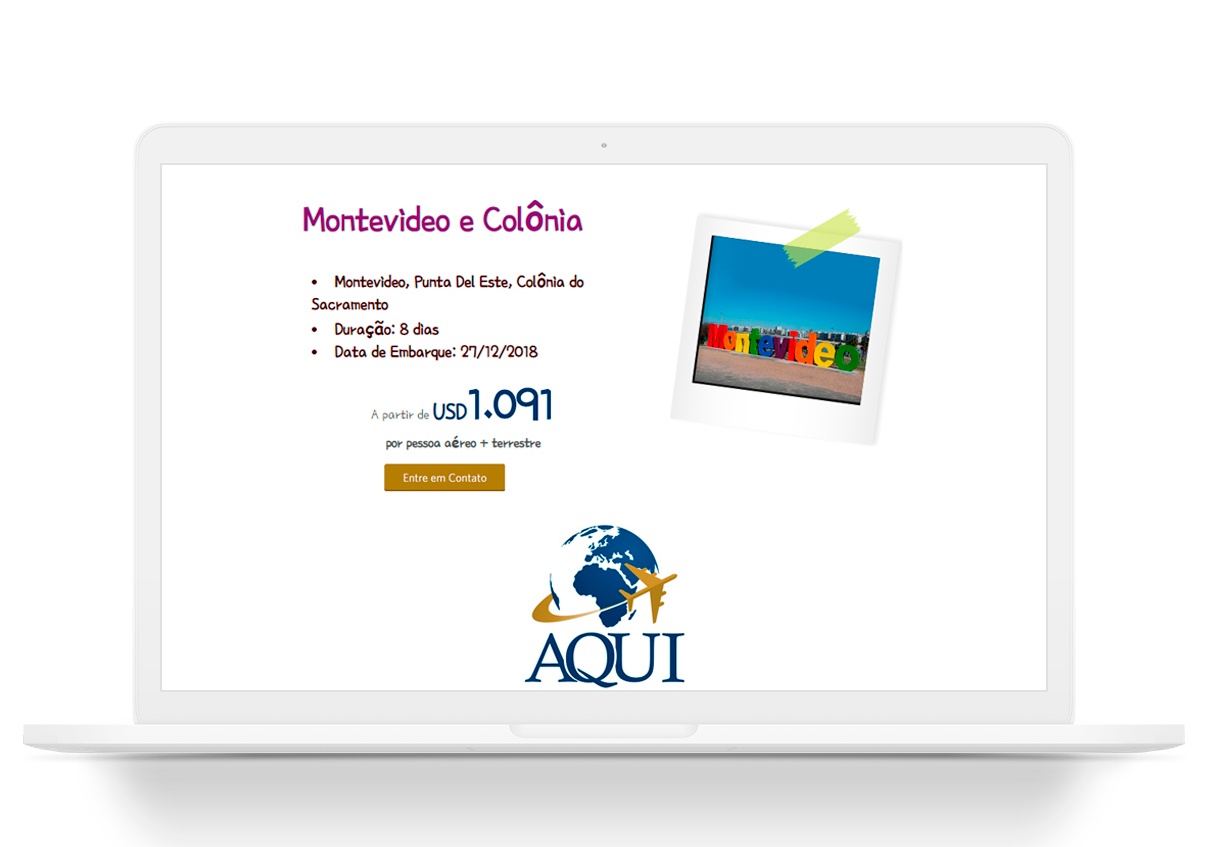 Montevideo e Colônia
• Montevideo, Punta Del Este, Colônia do
Sacramento
• Duração: 8 dias
• Data de Embarque: 27/12/2018
Montevideo
A partir de USD 1.091
por pessoa aéreo + terrestre
Entre em Contato
AQUI